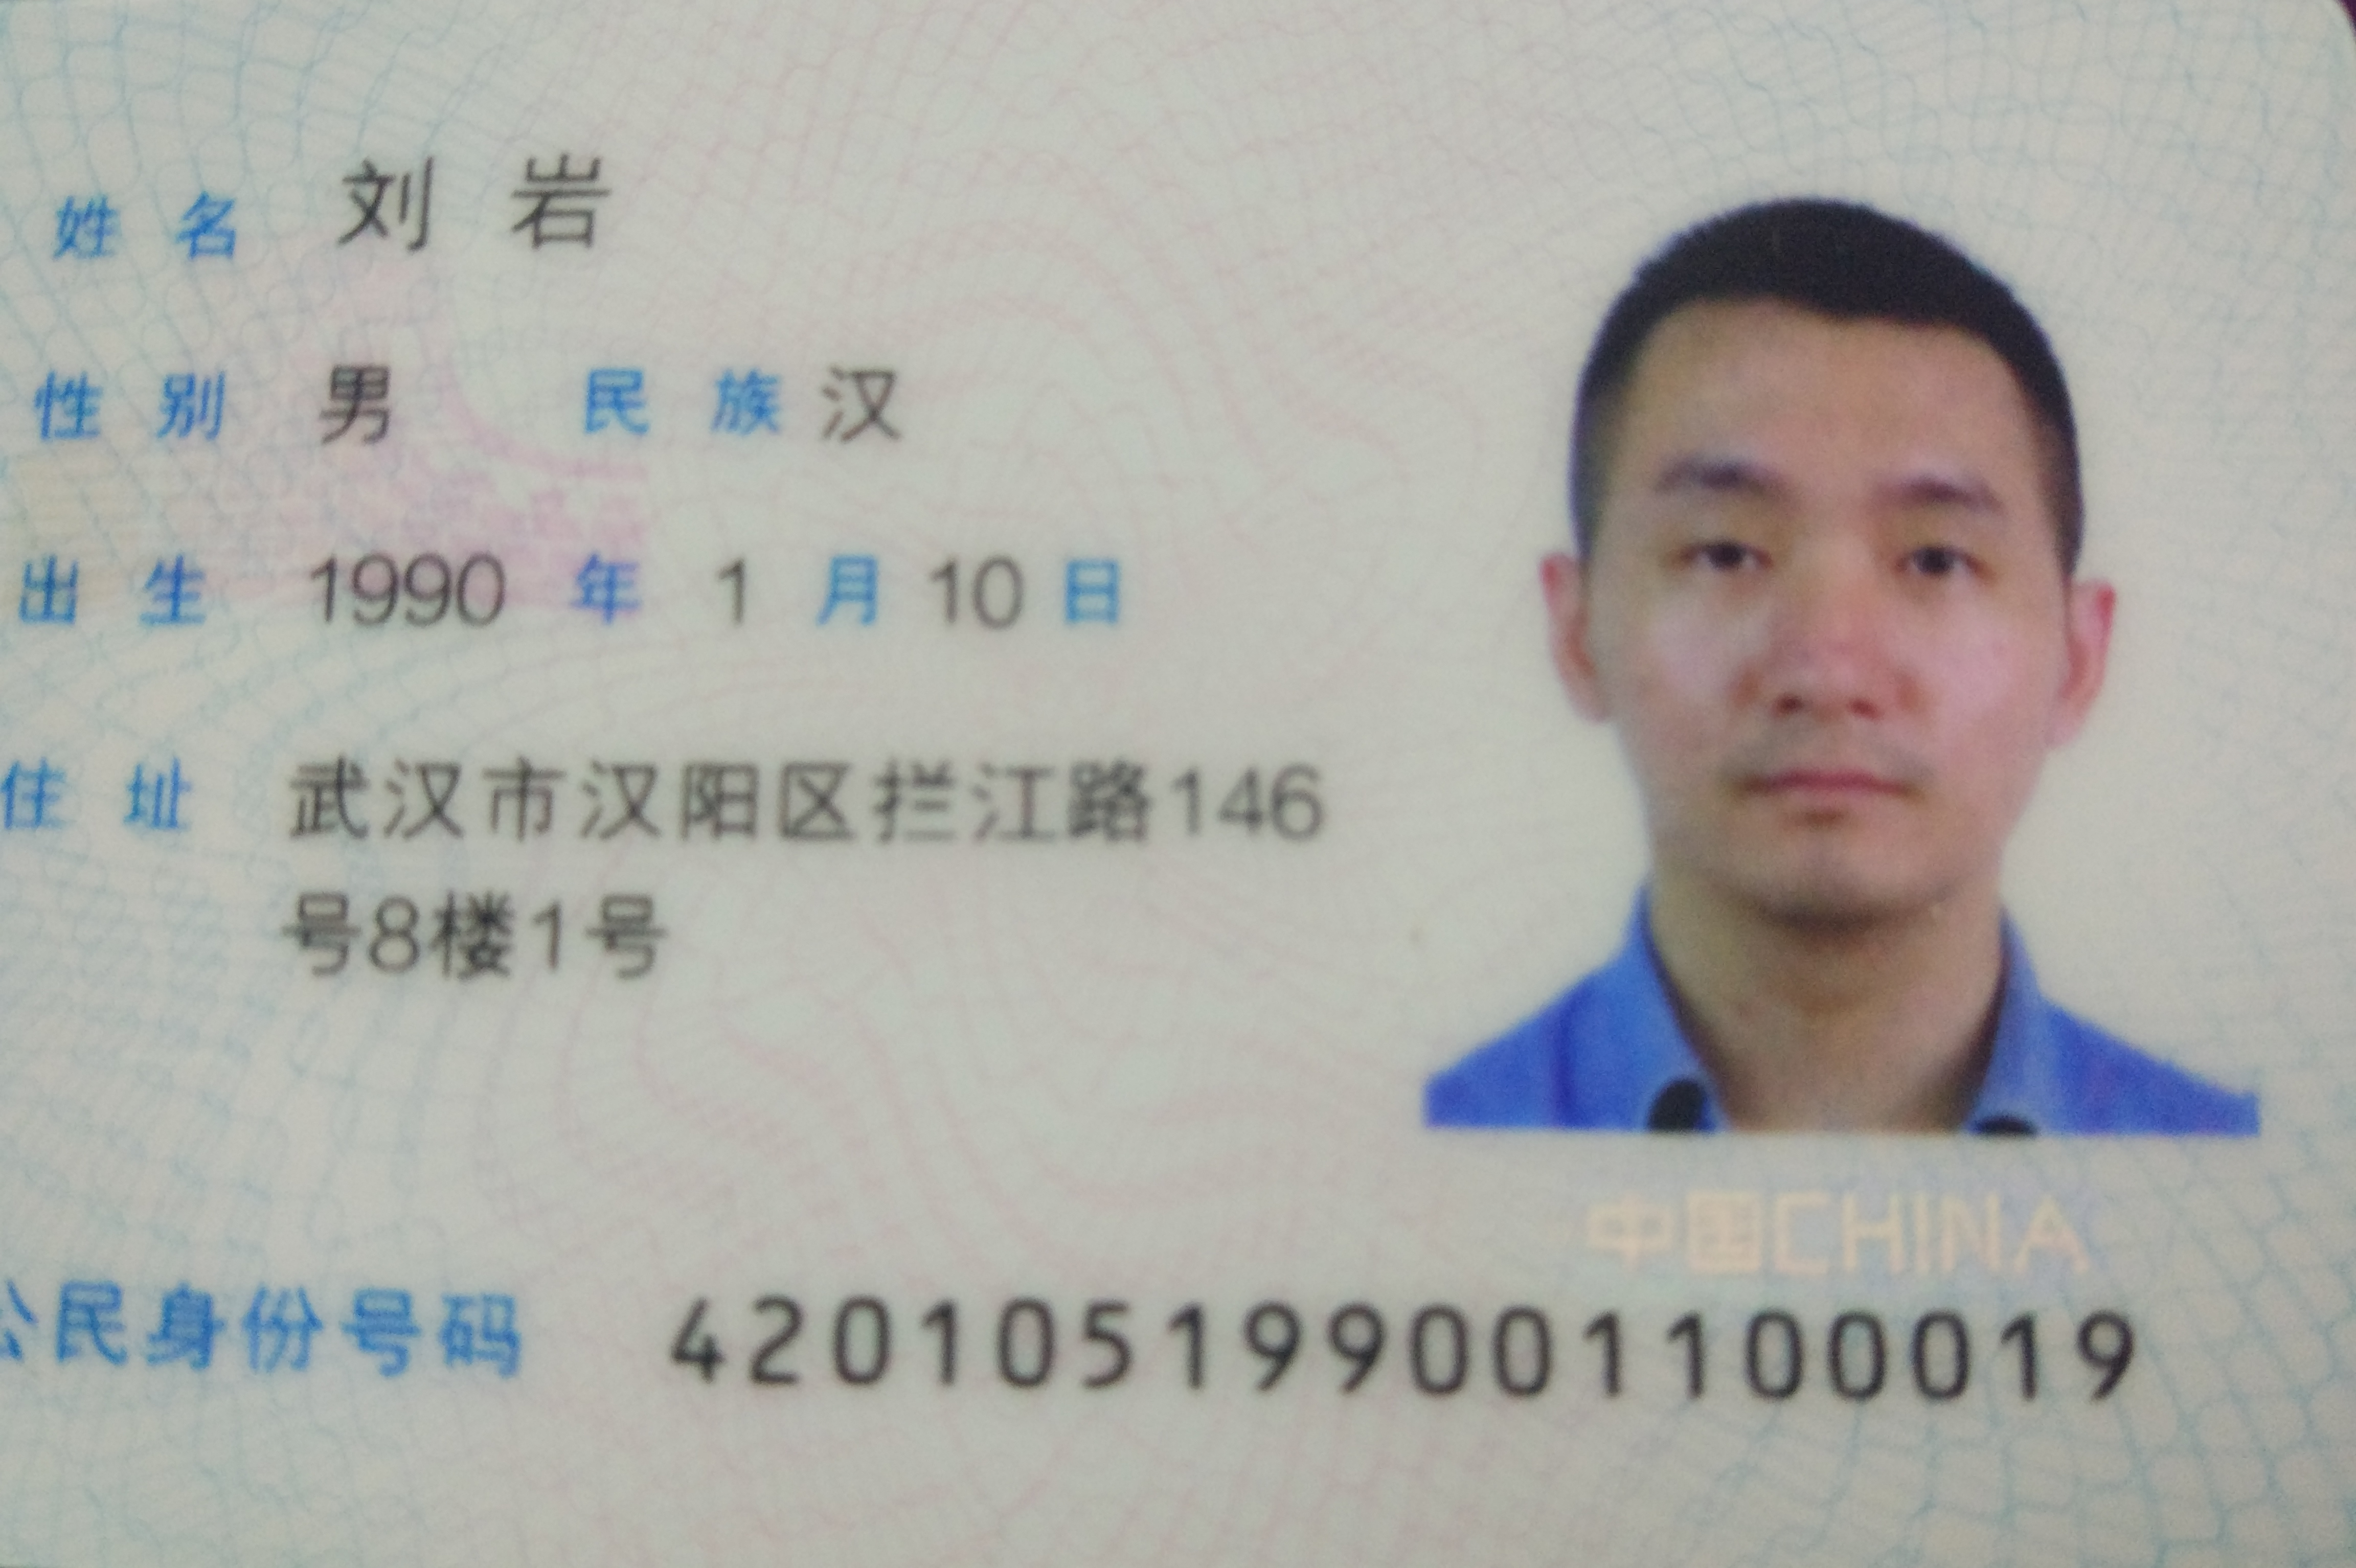 姓名 刘岩
性别 男 民族 汉
出生 1990 年 1 月 10 日
住址 武汉市汉阳区拦江路146
号8楼1号
中国CHINA
公民身份号码 420105199001100019